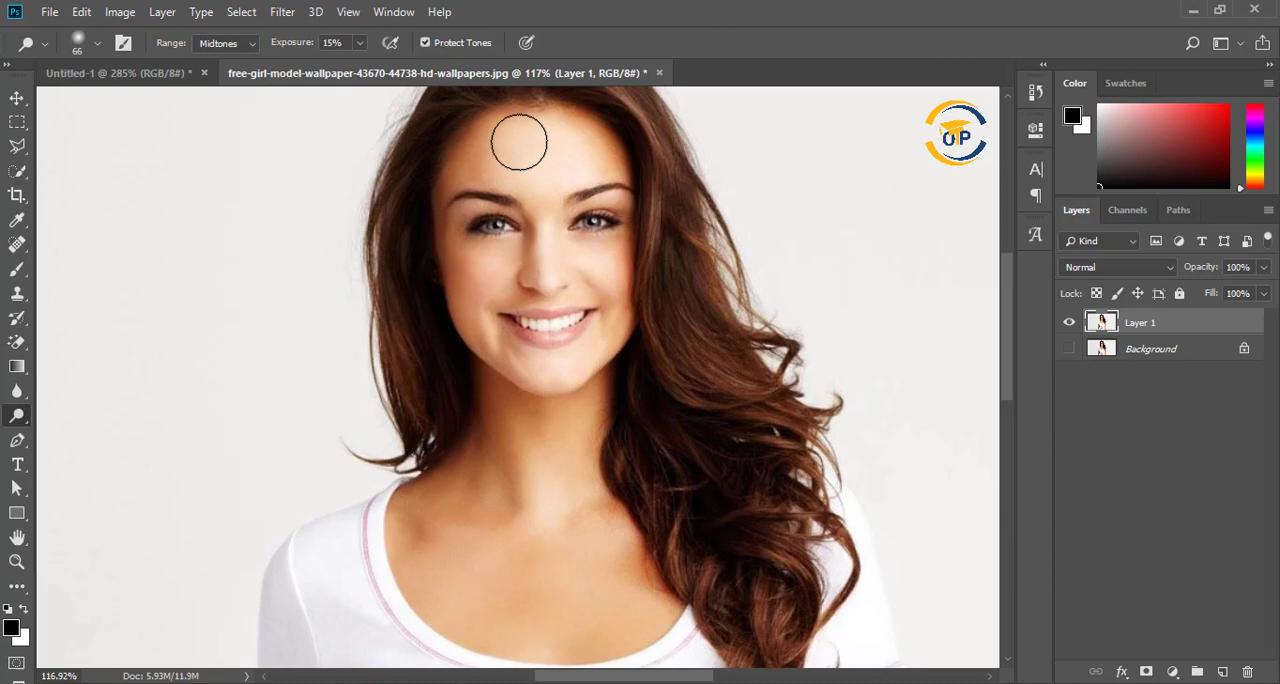 Ps File Edit Image Layer Type Select Filter 3D View Window Help
66 Range: Midtones Exposure: 15% Protect Tones
Untitled-1 @ 285% (RGB/8#) * × free-girl-model-wallpaper-43670-44738-hd-wallpapers.jpg @ 117% (Layer 1, RGB/8#) * ×
OP
Color Swatches
Layers Channels Paths
Kind
Normal Opacity: 100%
Lock: Fill: 100%
Layer 1
Background
116.92% Doc: 5.93M/11.9M